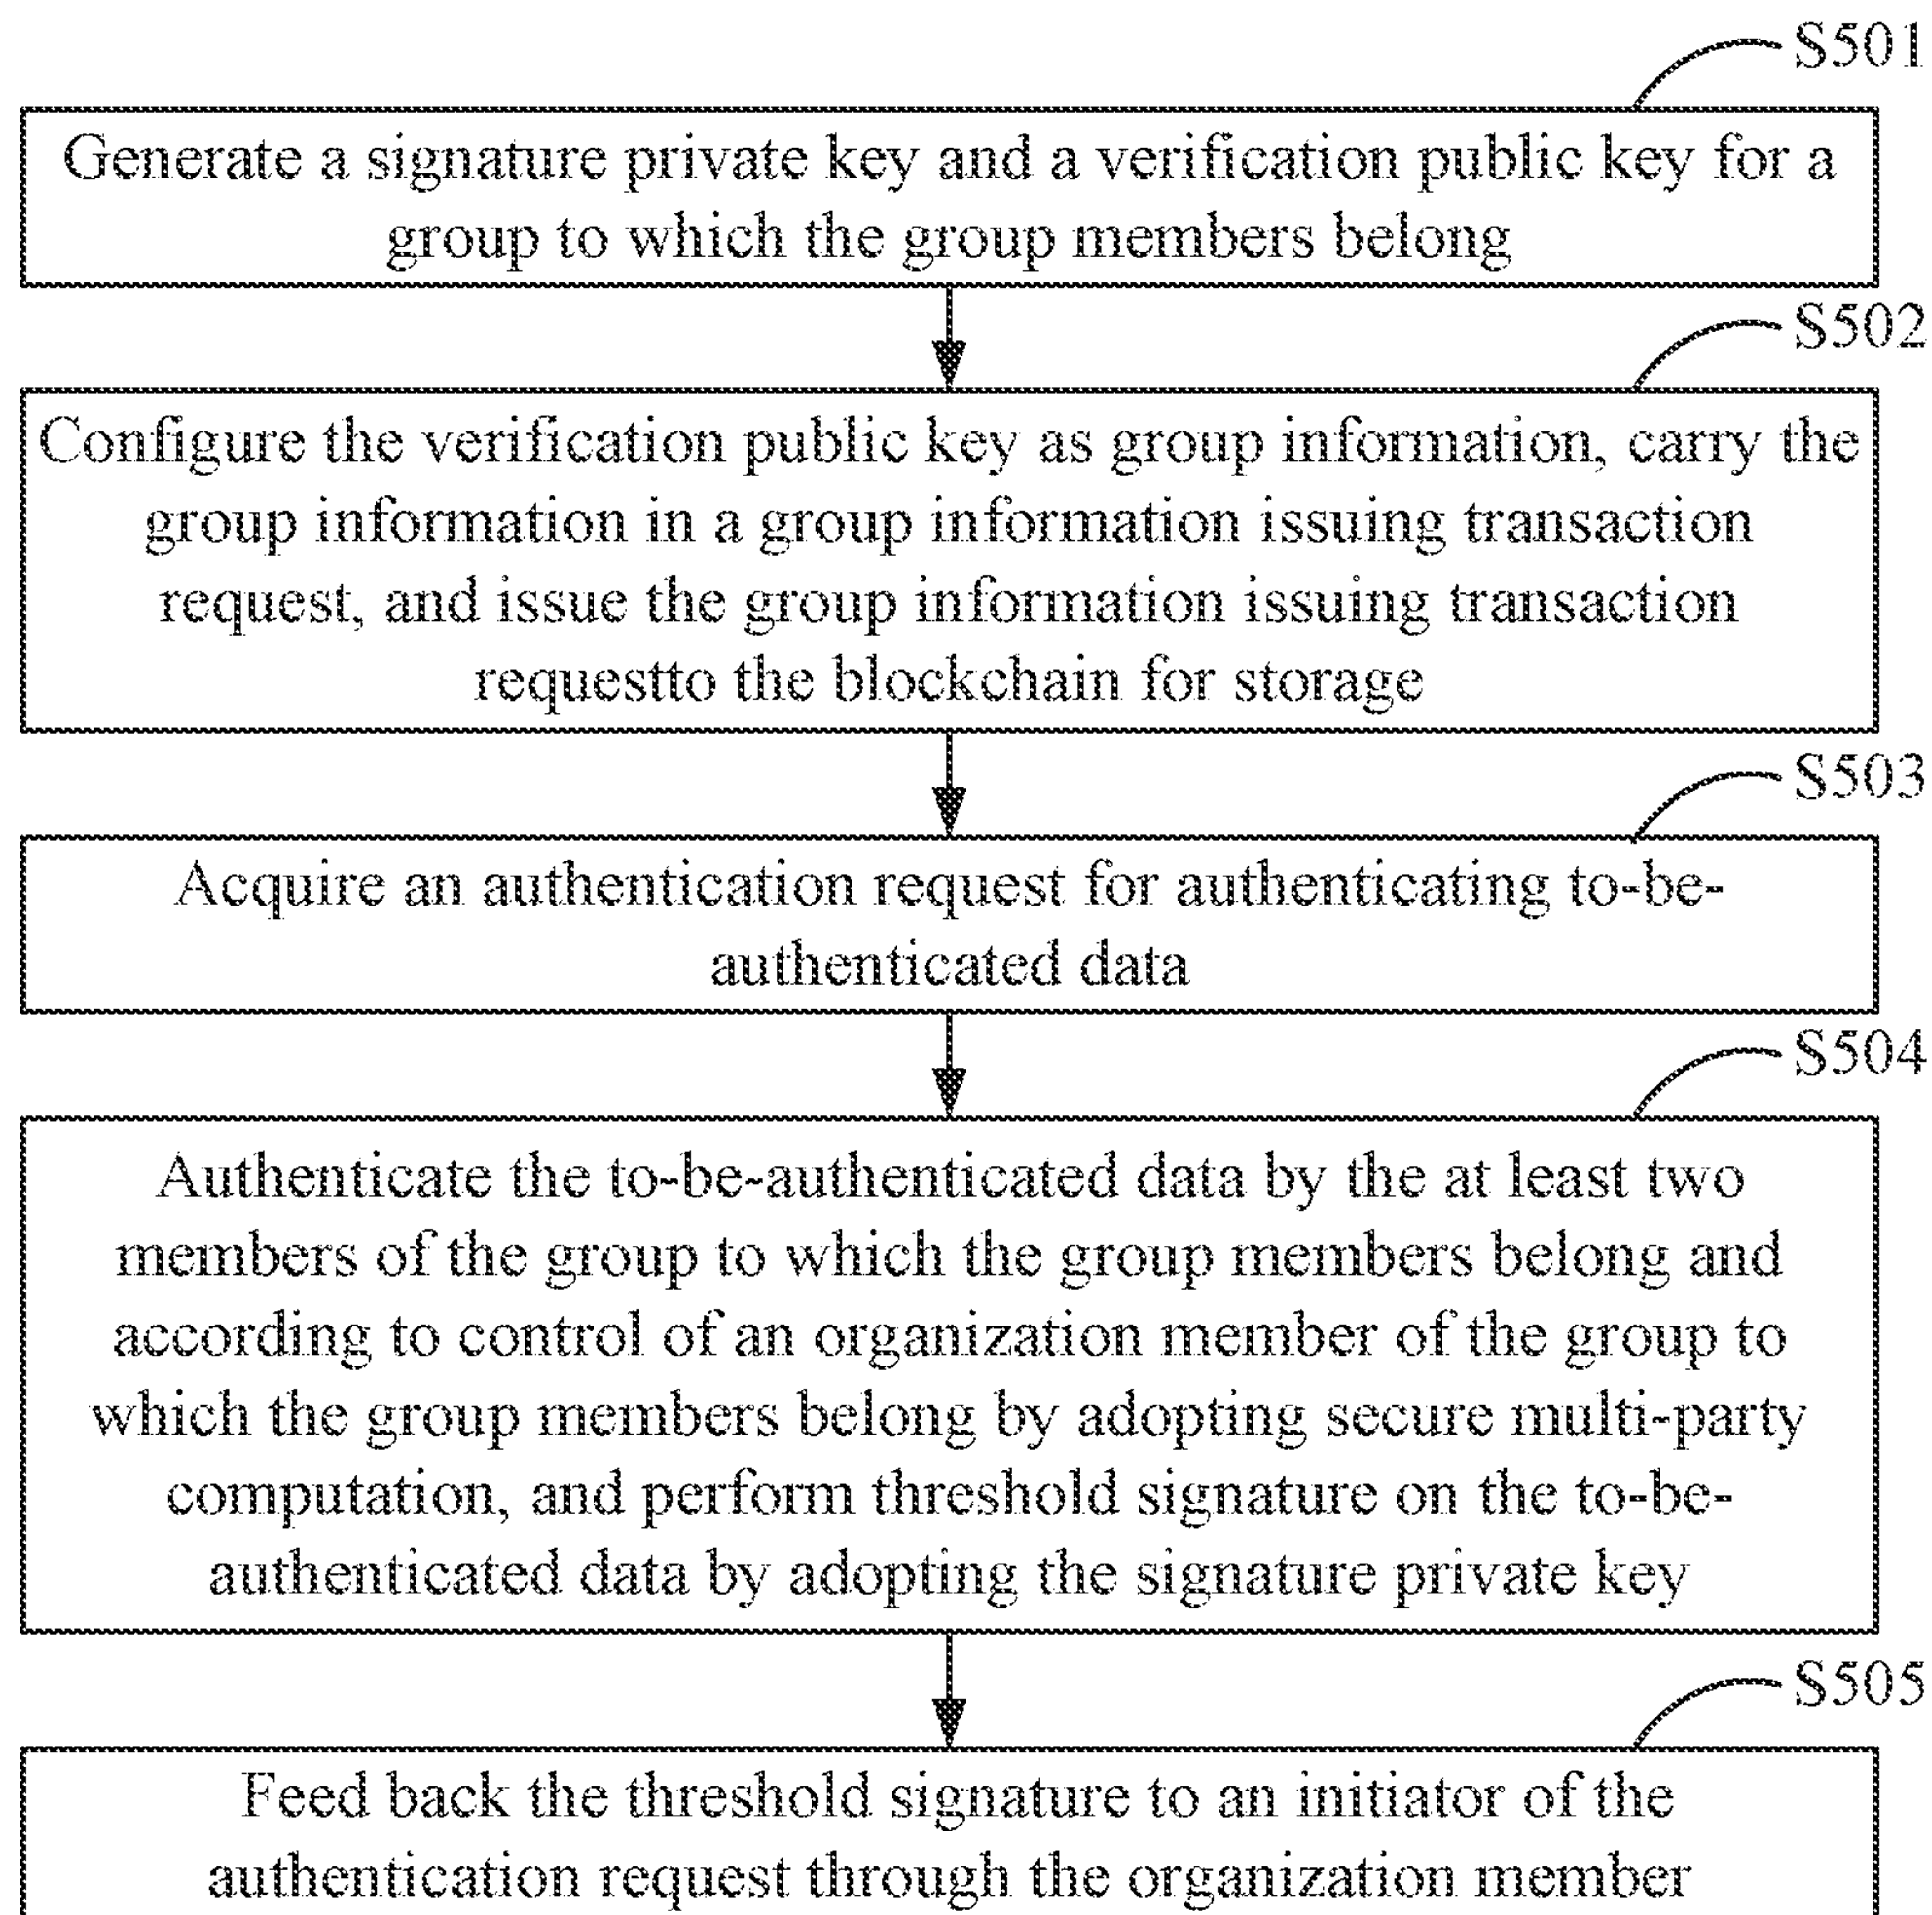 S501
Generate a signature private key and a verification public key for a
group to which the group members belong
S502
Configure the verification public key as group information, carry the
group information in a group information issuing transaction
request, and issue the group information issuing transaction
requestto the blockchain for storage
S503
Acquire an authentication request for authenticating to-be-
authenticated data
S504
Authenticate the to-be-authenticated data by the at least two
members of the group to which the group members belong and
according to control of an organization member of the group to
which the group members belong by adopting secure multi-party
computation, and perform threshold signature on the to-be-
authenticated data by adopting the signature private key
S505
Feed back the threshold signature to an initiator of the
authentication request through the organization member